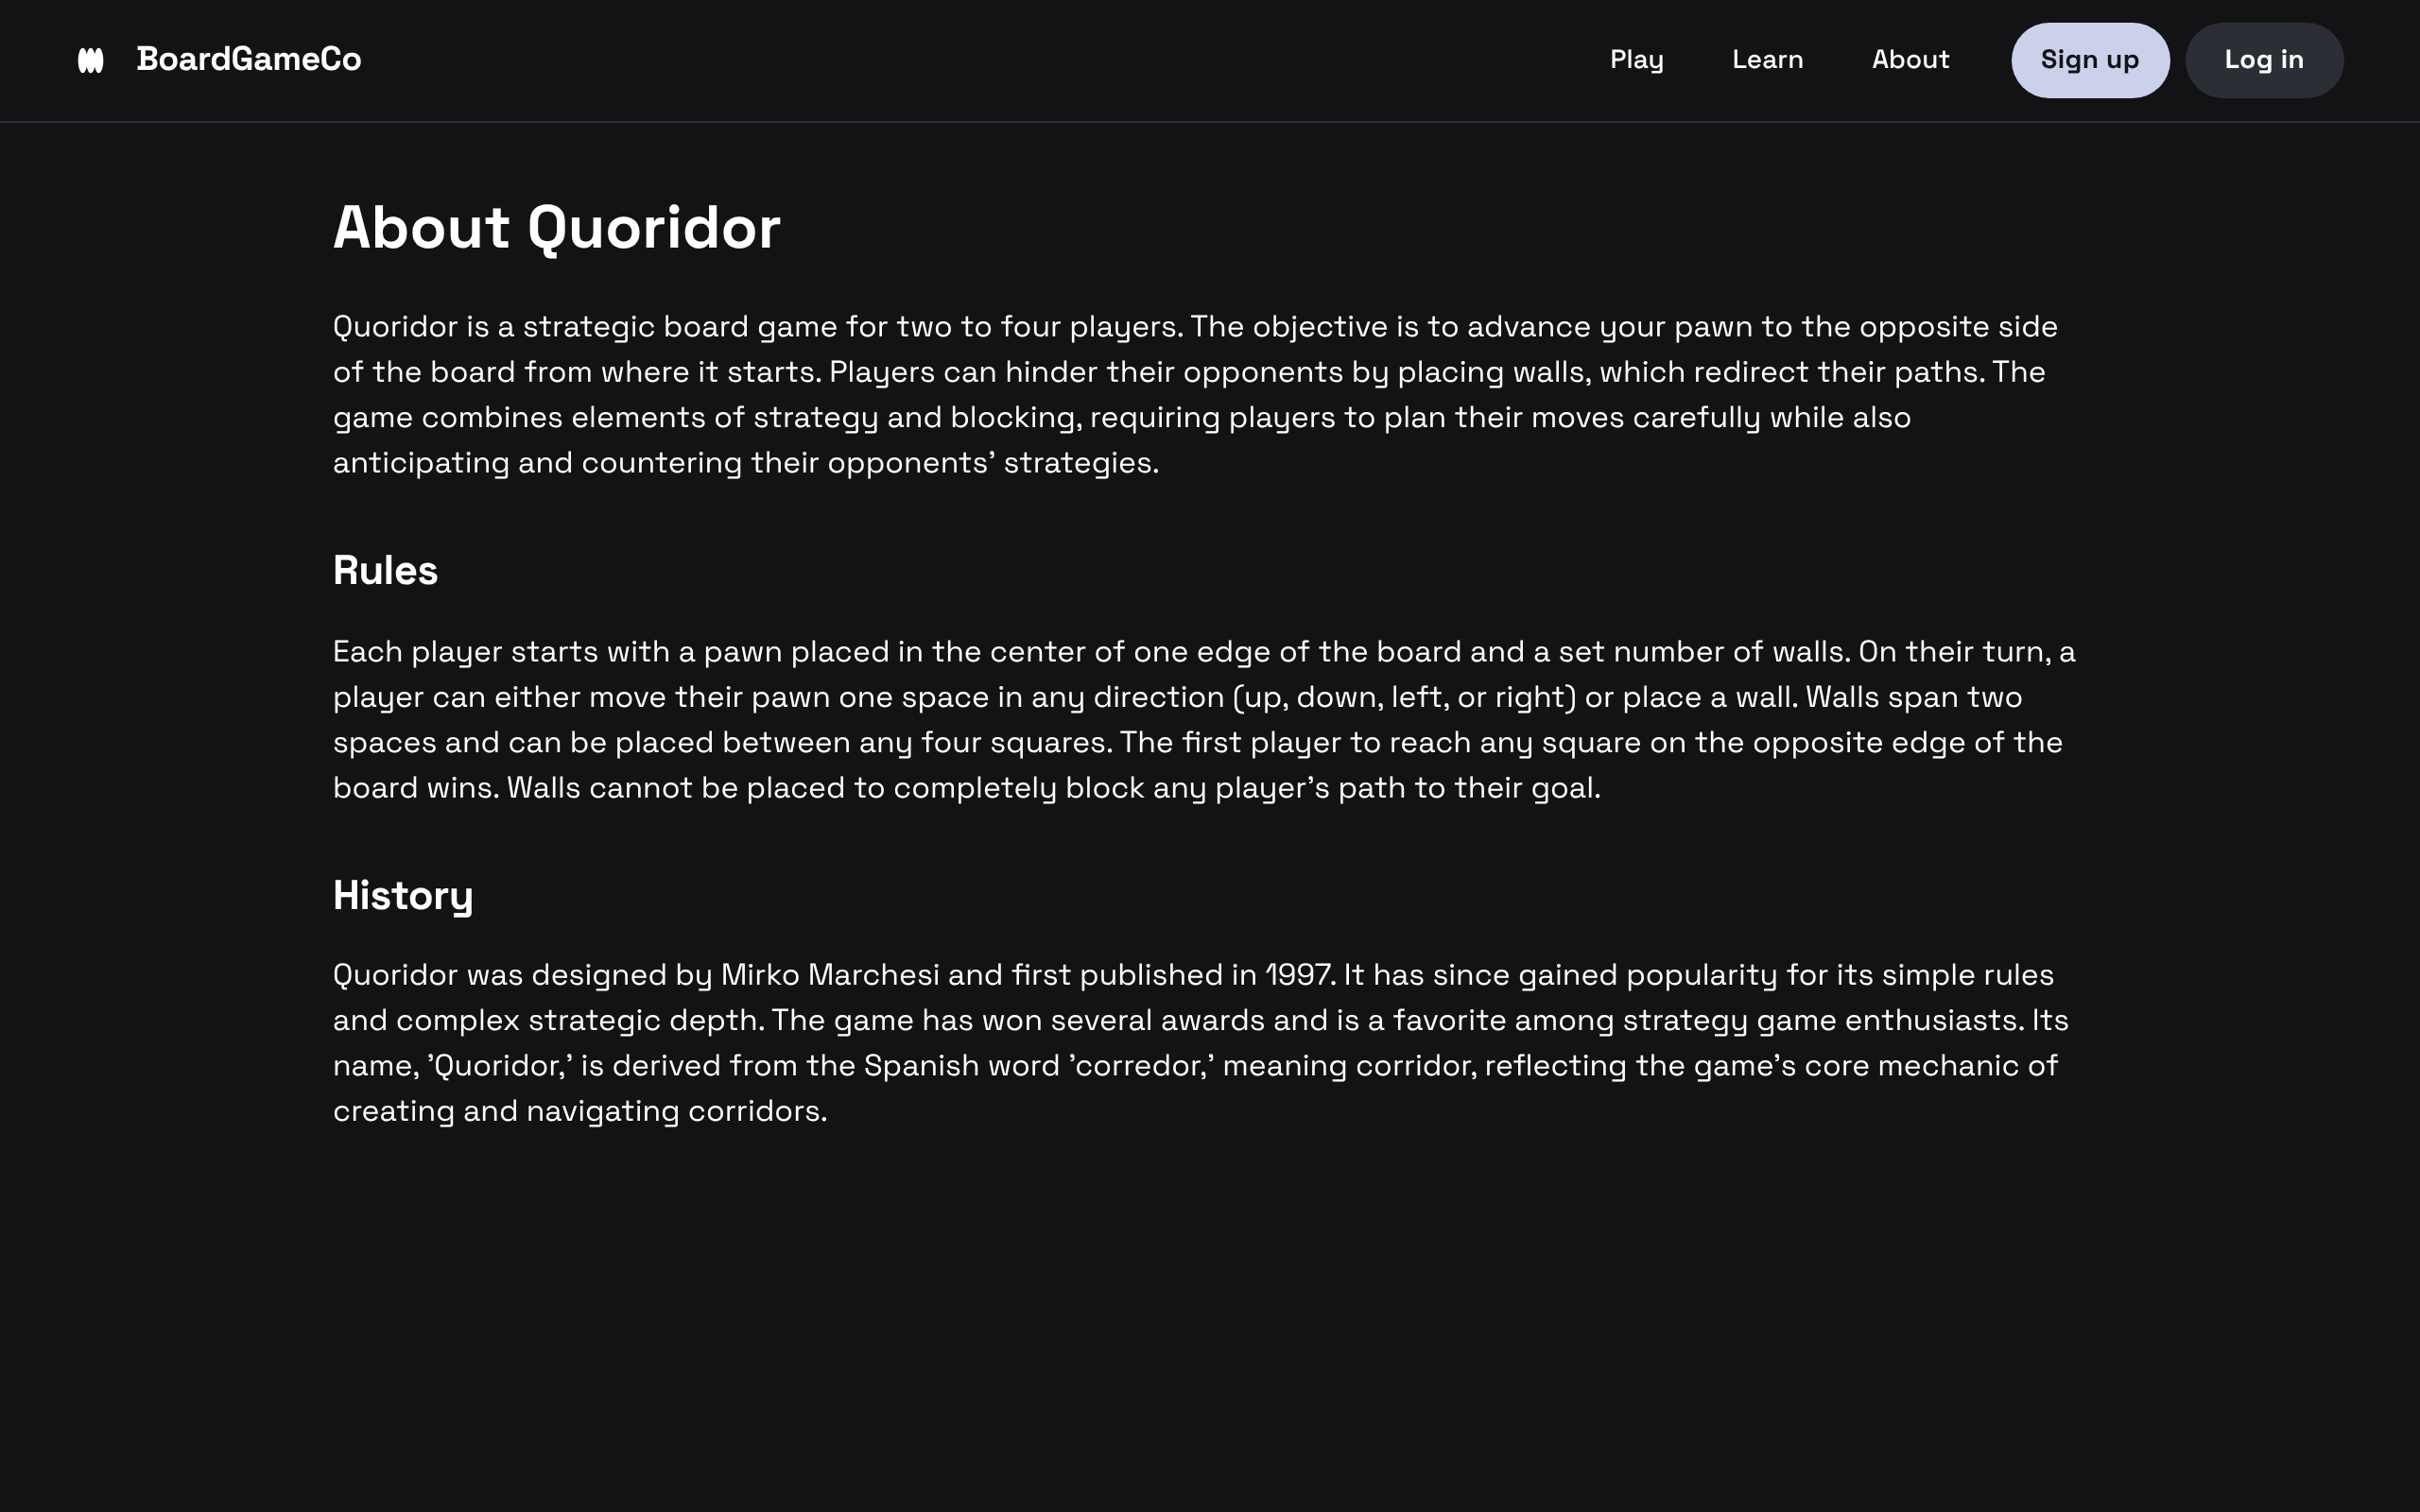 BoardGameCo
Play
Learn
About
Sign up
Log in
About Quoridor
Quoridor is a strategic board game for two to four players. The objective is to advance your pawn to the opposite side
of the board from where it starts. Players can hinder their opponents by placing walls, which redirect their paths. The
game combines elements of strategy and blocking, requiring players to plan their moves carefully while also
anticipating and countering their opponents’ strategies.
Rules
Each player starts with a pawn placed in the center of one edge of the board and a set number of walls. On their turn, a
player can either move their pawn one space in any direction (up, down, left, or right) or place a wall. Walls span two
spaces and can be placed between any four squares. The first player to reach any square on the opposite edge of the
board wins. Walls cannot be placed to completely block any player’s path to their goal.
History
Quoridor was designed by Mirko Marchesi and first published in 1997. It has since gained popularity for its simple rules
and complex strategic depth. The game has won several awards and is a favorite among strategy game enthusiasts. Its
name, ’Quoridor,’ is derived from the Spanish word ’corredor,’ meaning corridor, reflecting the game’s core mechanic of
creating and navigating corridors.